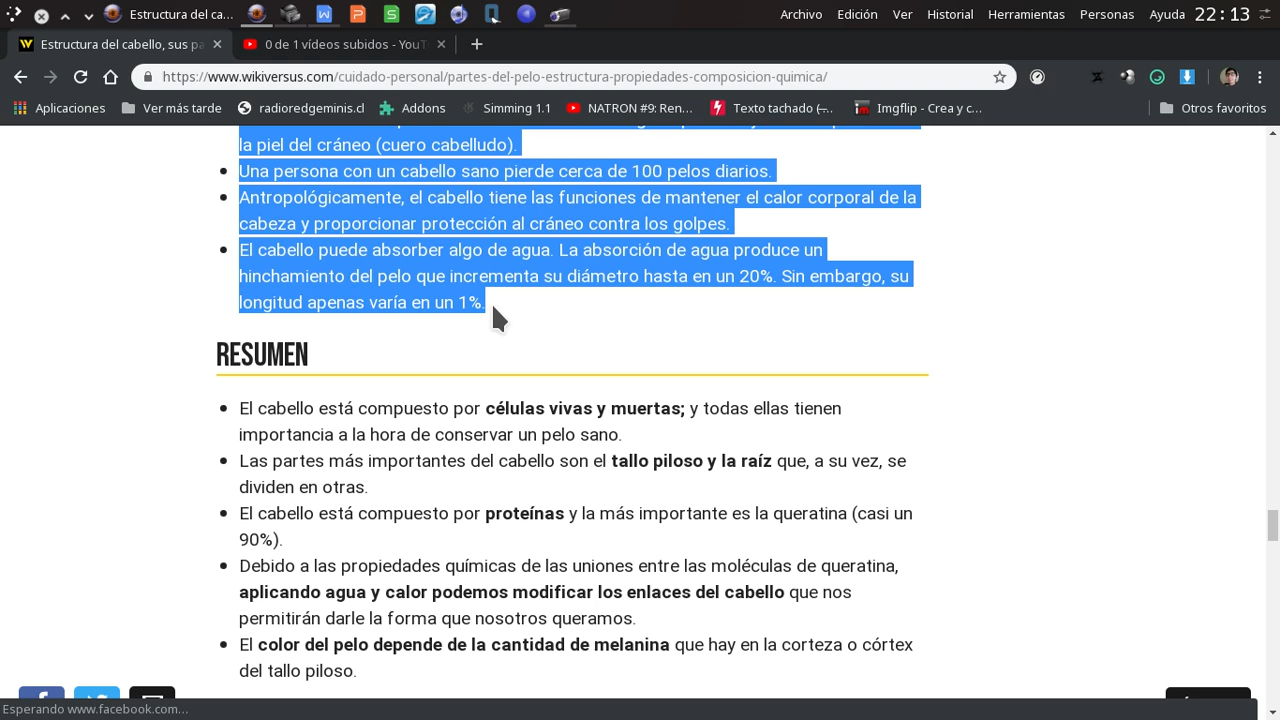 Estructura del ca…
Archivo Edición Ver Historial Herramientas Personas Ayuda 22:13
Estructura del cabello, sus pa
0 de 1 vídeos subidos - YouT
https://www.wikiversus.com/cuidado-personal/partes-del-pelo-estructura-propiedades-composicion-quimica/
Aplicaciones Ver más tarde radioredgeminis.cl Addons Simming 1.1 NATRON #9: Ren… Texto tachado (-… Imgflip - Crea y c… Otros favoritos
la piel del cráneo (cuero cabelludo).
Una persona con un cabello sano pierde cerca de 100 pelos diarios.
Antropológicamente, el cabello tiene las funciones de mantener el calor corporal de la
cabeza y proporcionar protección al cráneo contra los golpes.
El cabello puede absorber algo de agua. La absorción de agua produce un
hinchamiento del pelo que incrementa su diámetro hasta en un 20%. Sin embargo, su
longitud apenas varía en un 1%.
RESUMEN
El cabello está compuesto por células vivas y muertas; y todas ellas tienen
importancia a la hora de conservar un pelo sano.
Las partes más importantes del cabello son el tallo piloso y la raíz que, a su vez, se
dividen en otras.
El cabello está compuesto por proteínas y la más importante es la queratina (casi un
90%).
Debido a las propiedades químicas de las uniones entre las moléculas de queratina,
aplicando agua y calor podemos modificar los enlaces del cabello que nos
permitirán darle la forma que nosotros queramos.
El color del pelo depende de la cantidad de melanina que hay en la corteza o córtex
del tallo piloso.
Esperando www.facebook.com…